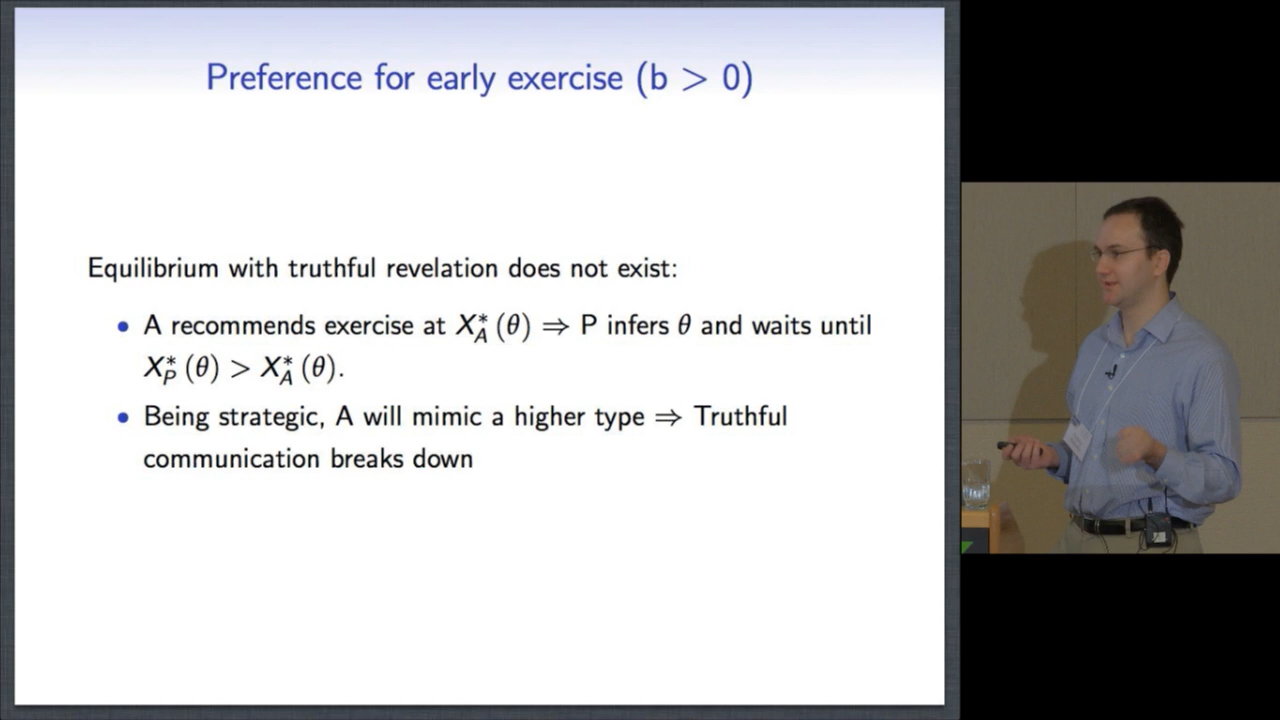 Preference for early exercise (b > 0)
Equilibrium with truthful revelation does not exist:
• A recommends exercise at X*_A (θ) ⇒ P infers θ and waits until
X*_P (θ) > X*_A (θ).
• Being strategic, A will mimic a higher type ⇒ Truthful
communication breaks down